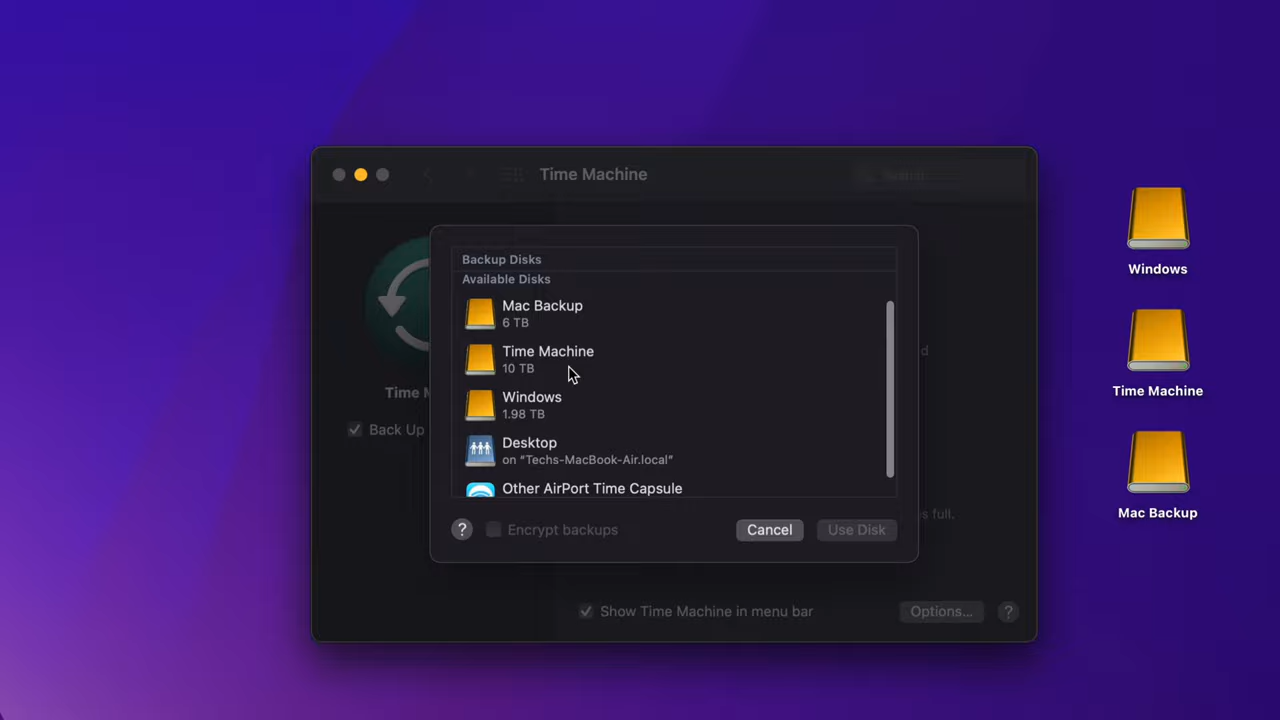 Time Machine
Search
Backup Disks
Available Disks
Mac Backup
6 TB
Time Machine
10 TB
Windows
1.98 TB
Desktop
on “Techs-MacBook-Air.local”
Other AirPort Time Capsule
? Encrypt backups
Cancel
Use Disk
Time M
Back Up
d
s full.
Show Time Machine in menu bar
Options...
?
Windows
Time Machine
Mac Backup